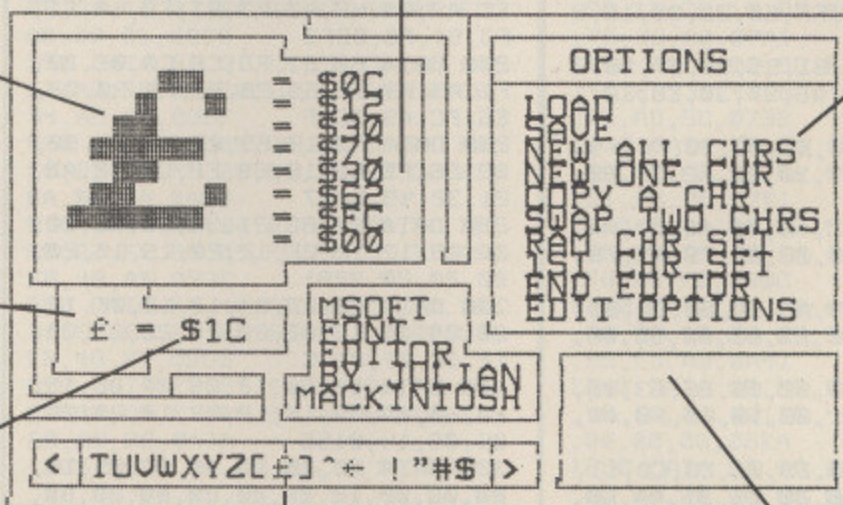 = $0C
= $12
= $30
= $7C
= $30
= $62
= $FC
= $00
£ = $1C
MSOFT
FONT
EDITOR
BY JULIAN
MACKINTOSH
OPTIONS
LOAD
SAVE
NEW ALL CHRS
NEW ONE CHR
COPY A CHR
SWAP TWO CHRS
CHR SET
CHR SET
END EDITOR
EDIT OPTIONS
< TUVWXYZ[£]^← !"#$ >